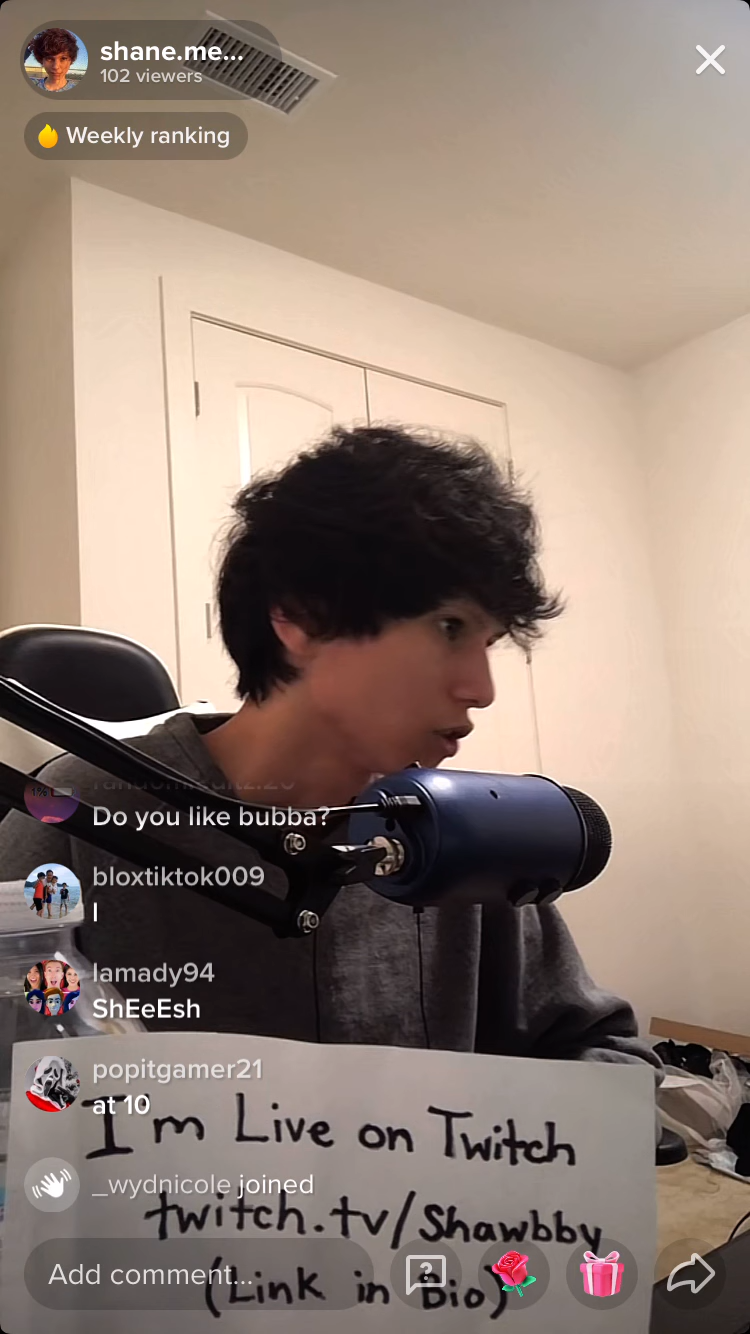 shane.me...
102 viewers
Weekly ranking
1%
Do you like bubba?
bloxtiktok009
I
lamady94
ShEeEsh
popitgamer21
at 10
I'm Live on Twitch
_wydnicole joined
twitch.tv/Shawbby
Add comment...
(Link in Bio)